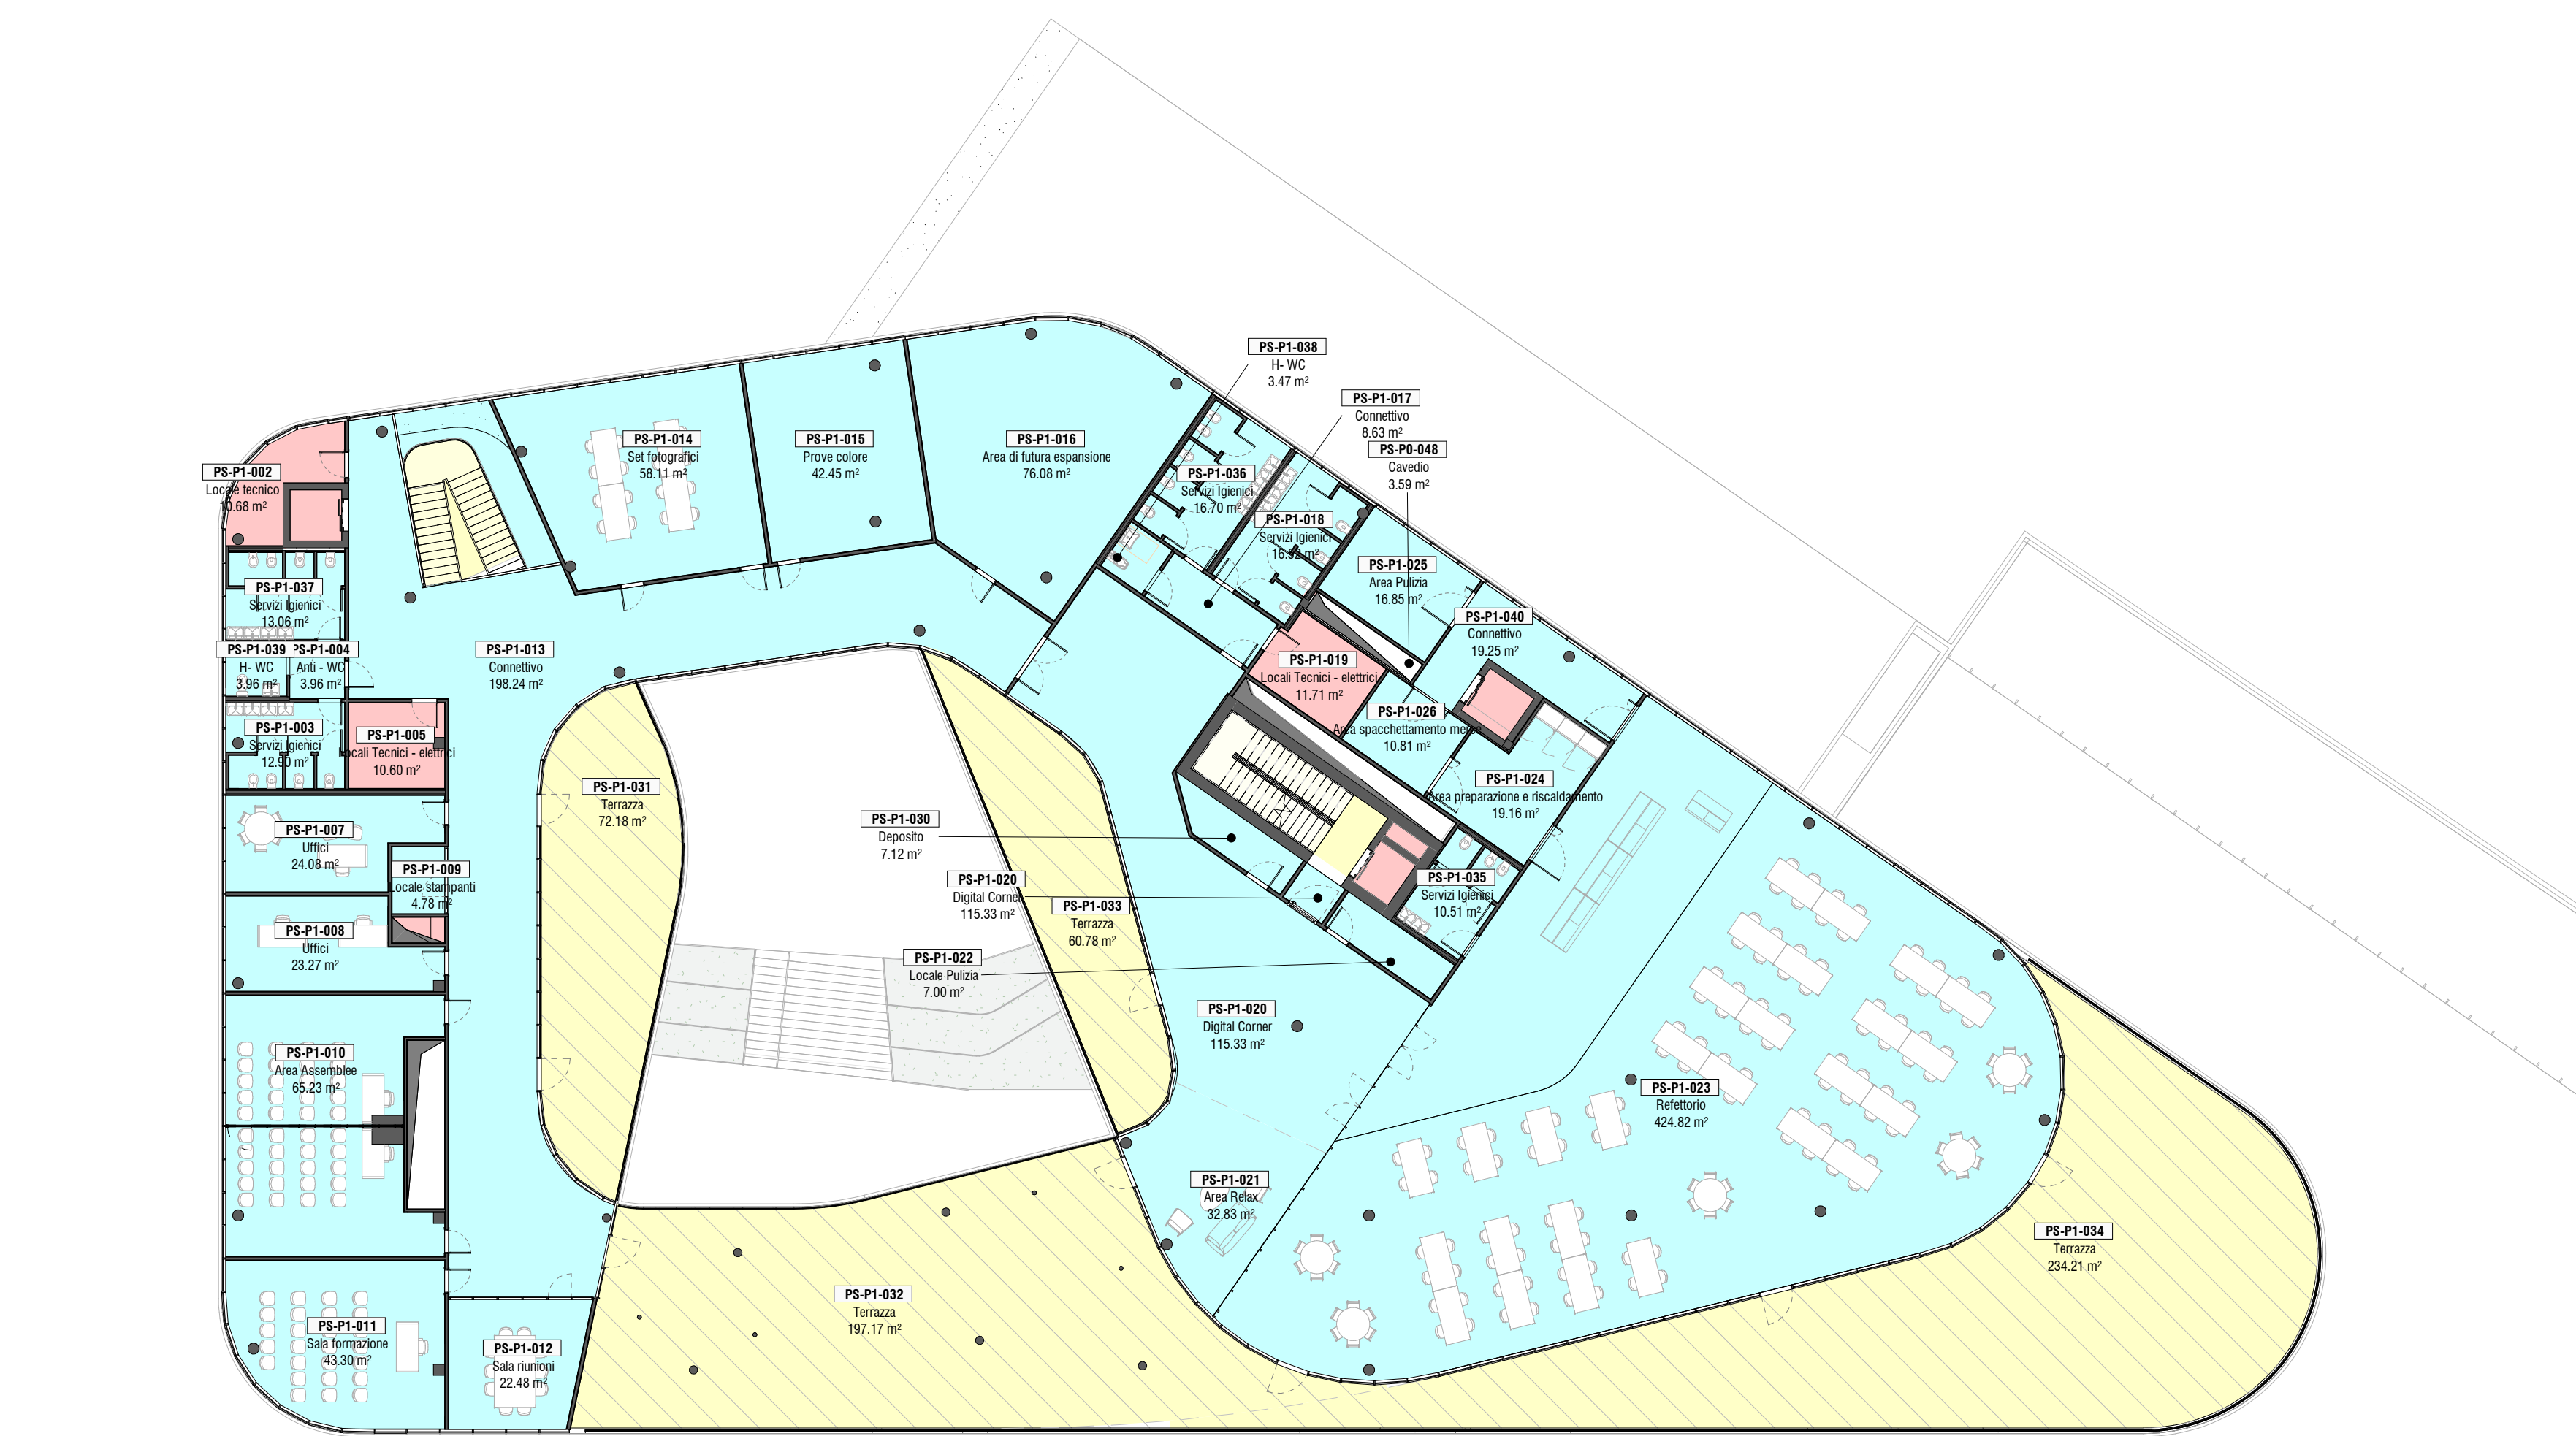 PS-P1-038
H- WC
3.47 m²
PS-P1-017
Connettivo
8.63 m²
PS-P0-048
Cavedio
3.59 m²
PS-P1-002
Locale tecnico
10.68 m²
PS-P1-014
Set fotografici
58.11 m²
PS-P1-015
Prove colore
42.45 m²
PS-P1-016
Area di futura espansione
76.08 m²
PS-P1-036
Servizi Igienici
16.70 m²
PS-P1-018
Servizi Igienici
16.52 m²
PS-P1-025
Area Pulizia
16.85 m²
PS-P1-037
Servizi Igienici
13.06 m²
PS-P1-040
Connettivo
19.25 m²
PS-P1-039
H- WC
3.96 m²
PS-P1-004
Anti - WC
3.96 m²
PS-P1-013
Connettivo
198.24 m²
PS-P1-019
Locali Tecnici - elettrici
11.71 m²
PS-P1-026
Area spacchettamento merce
10.81 m²
PS-P1-003
Servizi Igienici
12.90 m²
PS-P1-005
Locali Tecnici - elettrici
10.60 m²
PS-P1-031
Terrazza
72.18 m²
PS-P1-024
Area preparazione e riscaldamento
19.16 m²
PS-P1-007
Uffici
24.08 m²
PS-P1-030
Deposito
7.12 m²
PS-P1-009
Locale stampanti
4.78 m²
PS-P1-020
Digital Corner
115.33 m²
PS-P1-033
Terrazza
60.78 m²
PS-P1-035
Servizi Igienici
10.51 m²
PS-P1-008
Uffici
23.27 m²
PS-P1-022
Locale Pulizia
7.00 m²
PS-P1-020
Digital Corner
115.33 m²
PS-P1-010
Area Assemblee
65.23 m²
PS-P1-023
Refettorio
424.82 m²
PS-P1-021
Area Relax
32.83 m²
PS-P1-034
Terrazza
234.21 m²
PS-P1-032
Terrazza
197.17 m²
PS-P1-011
Sala formazione
43.30 m²
PS-P1-012
Sala riunioni
22.48 m²